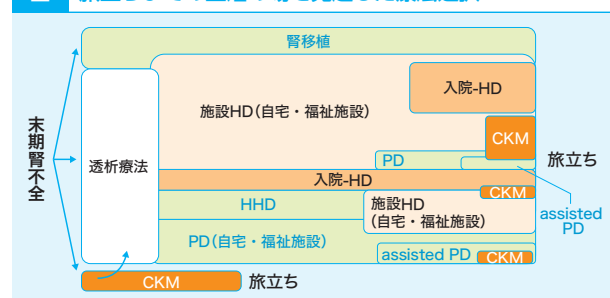 末期腎不全
腎移植
透析療法
施設HD(自宅・福祉施設)
入院-HD
CKM
PD
旅立ち
assisted
PD
入院-HD
CKM
HHD
施設HD
(自宅・福祉施設)
PD(自宅・福祉施設)
assisted PD
CKM
CKM
旅立ち